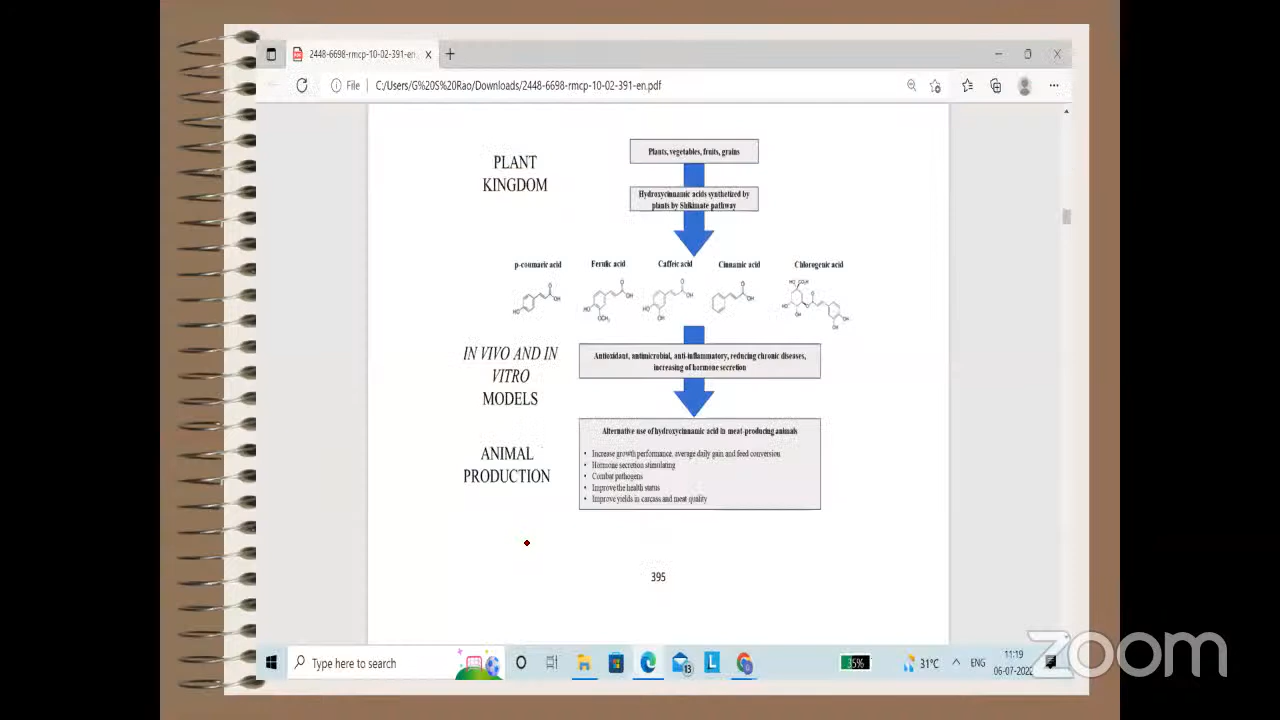 2448-6698-rmcp-10-02-391-en
File
C:/Users/G%20S%20Rao/Downloads/2448-6698-rmcp-10-02-391-en.pdf
PLANT
KINGDOM
Plants, vegetables, fruits, grains
Hydroxycinnamic acids synthetized by
plants by Shikimate pathway
p-coumaric acid
Ferulic acid
Caffeic acid
Cinnamic acid
Chlorogenic acid
IN VIVO AND IN
VITRO
MODELS
Antioxidant, antimicrobial, anti-inflammatory, reducing chronic diseases,
increasing of hormone secretion
ANIMAL
PRODUCTION
Alternative use of hydroxycinnamic acid in meat-producing animals
• Increase growth performance, average daily gain and feed conversion
• Hormone secretion stimulating
• Combat pathogens
• Improve the health status
• Improve yields in carcass and meat quality
395
Type here to search
13
L
35%
31°C
ENG
11:19
06-07-2022
zoom